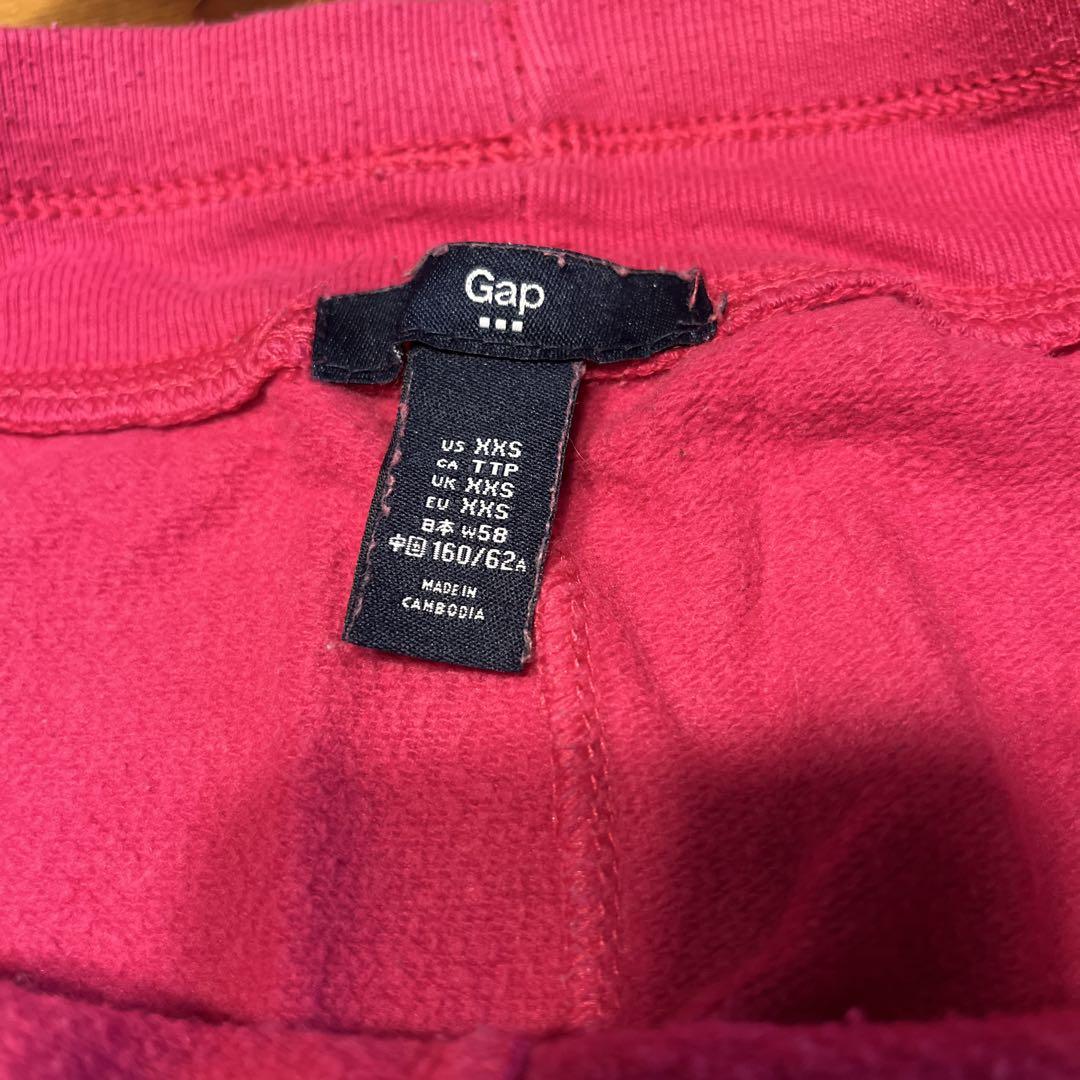 Gap
US XXS
CA TTP
UK XXS
EU XXS
日本 W58
中国 160/62A
MADE IN
CAMBODIA